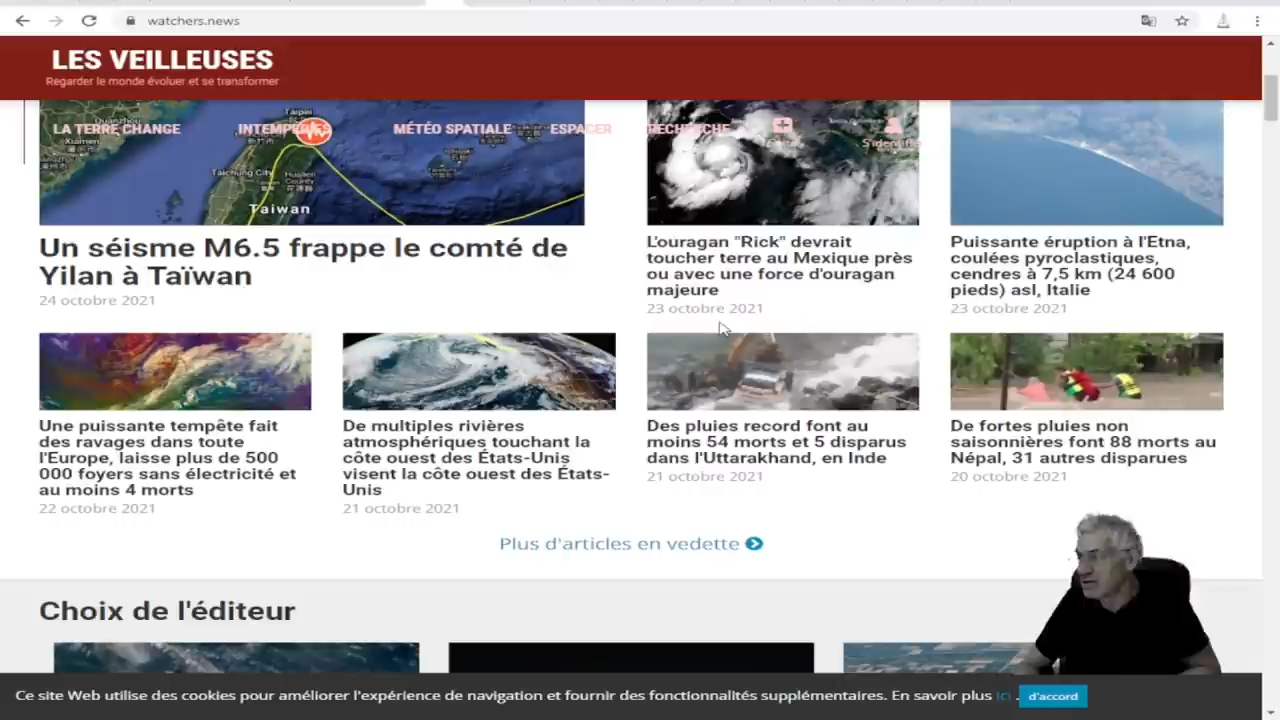 watchers.news
LES VEILLEUSES
Regarder le monde évoluer et se transformer
LA TERRE CHANGE
INTEMPÉRIES
MÉTÉO SPATIALE
ESPACER
RECHERCHE
Taipei
Taichung City
Hualien
County
Taiwan
Un séisme M6.5 frappe le comté de
Yilan à Taïwan
24 octobre 2021
L'ouragan "Rick" devrait
toucher terre au Mexique près
ou avec une force d'ouragan
majeure
23 octobre 2021
Puissante éruption à l'Etna,
coulées pyroclastiques,
cendres à 7,5 km (24 600
pieds) asl, Italie
23 octobre 2021
Une puissante tempête fait
des ravages dans toute
l'Europe, laisse plus de 500
000 foyers sans électricité et
au moins 4 morts
22 octobre 2021
De multiples rivières
atmosphériques touchant la
côte ouest des États-Unis
visent la côte ouest des États-
Unis
21 octobre 2021
Des pluies record font au
moins 54 morts et 5 disparus
dans l'Uttarakhand, en Inde
21 octobre 2021
De fortes pluies non
saisonnières font 88 morts au
Népal, 31 autres disparues
20 octobre 2021
Plus d'articles en vedette
Choix de l'éditeur
Ce site Web utilise des cookies pour améliorer l'expérience de navigation et fournir des fonctionnalités supplémentaires. En savoir plus ici .
d'accord